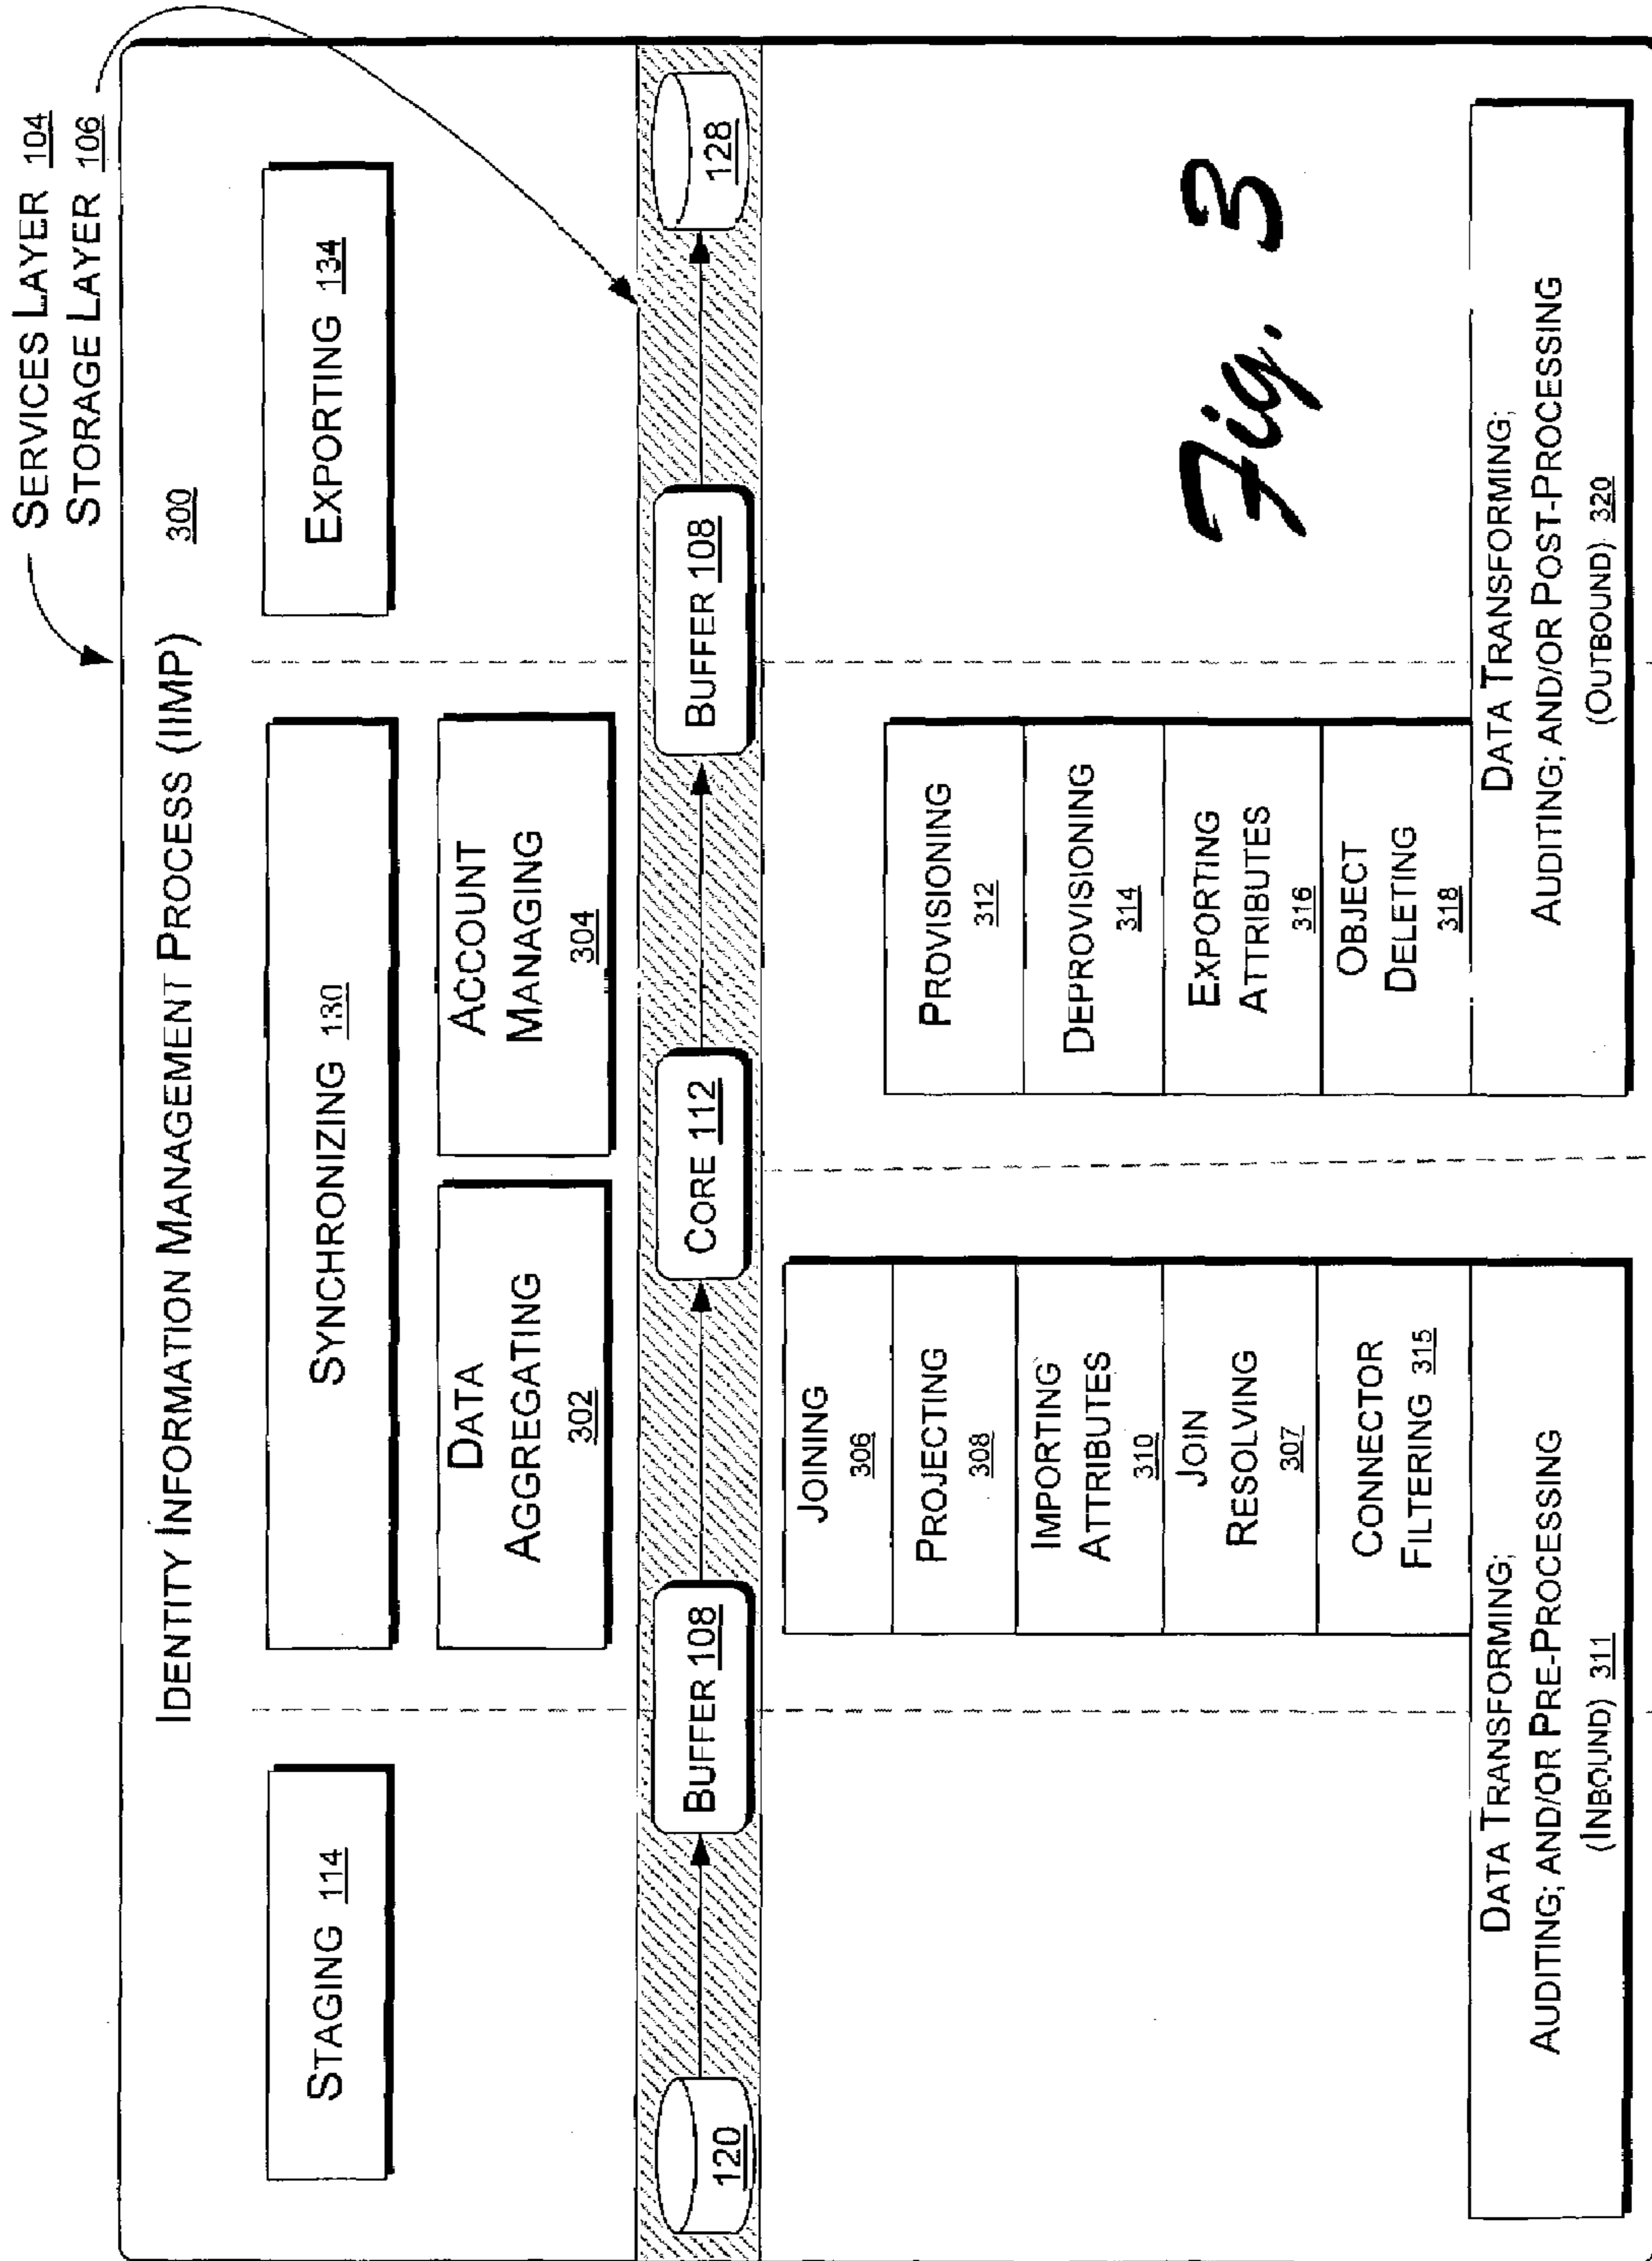 SERVICES LAYER 104
STORAGE LAYER 106
IDENTITY INFORMATION MANAGEMENT PROCESS (IIMP) 300
STAGING 114
SYNCHRONIZING 130
EXPORTING 134
DATA
AGGREGATING
302
ACCOUNT
MANAGING
304
120
BUFFER 108
CORE 112
BUFFER 108
128
JOINING
306
PROJECTING
308
IMPORTING
ATTRIBUTES
310
JOIN
RESOLVING
307
CONNECTOR
FILTERING 315
DATA TRANSFORMING;
AUDITING; AND/OR PRE-PROCESSING
(INBOUND) 311
PROVISIONING
312
DEPROVISIONING
314
EXPORTING
ATTRIBUTES
316
OBJECT
DELETING
318
DATA TRANSFORMING;
AUDITING; AND/OR POST-PROCESSING
(OUTBOUND) 320
Fig. 3